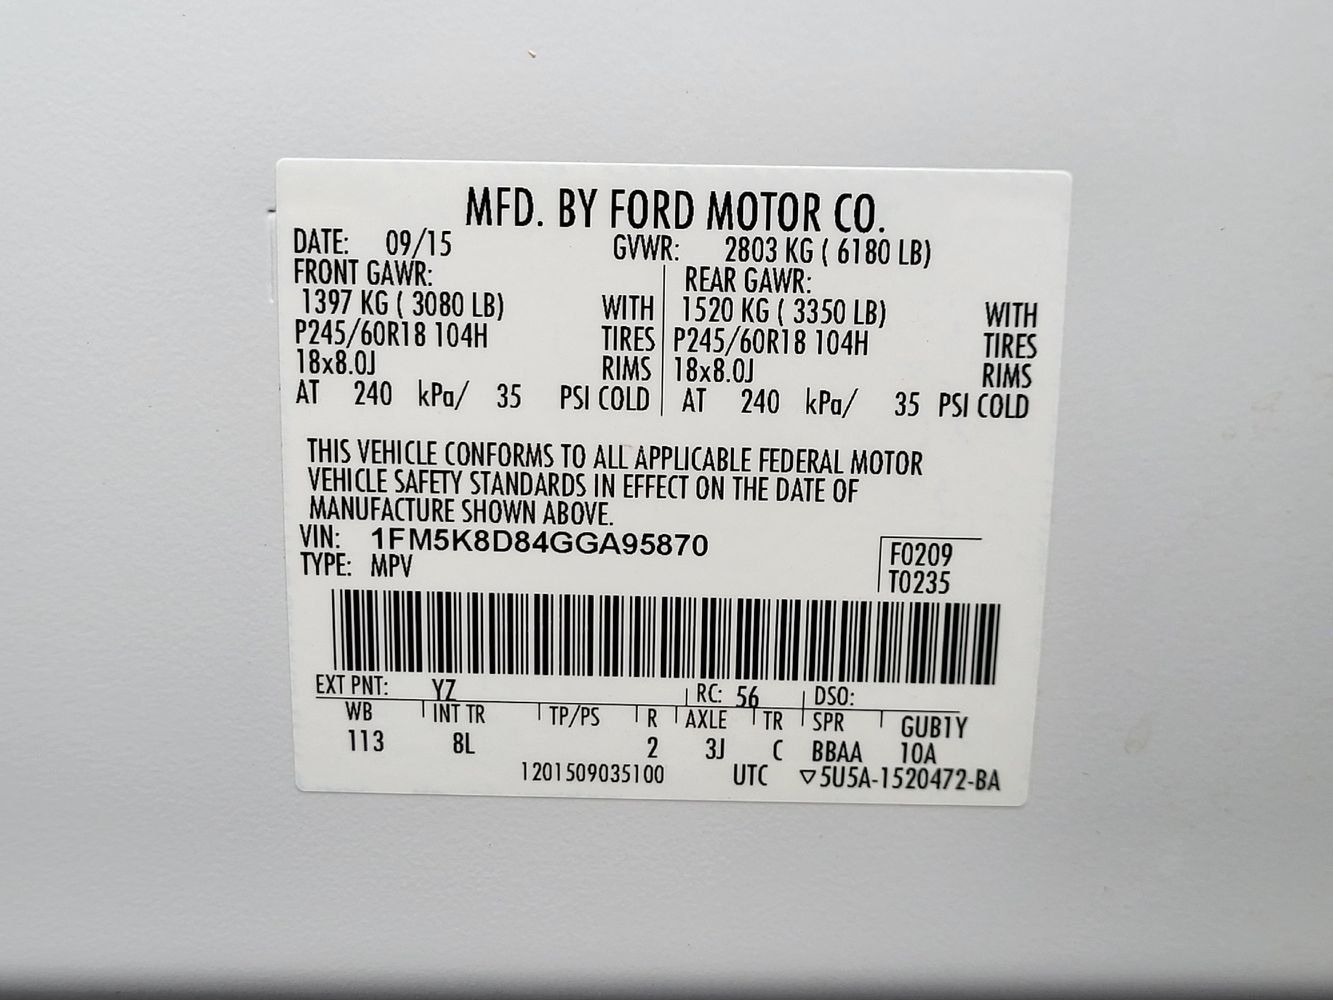 MFD. BY FORD MOTOR CO.
DATE: 09/15 GVWR: 2803 KG ( 6180 LB)
FRONT GAWR: REAR GAWR:
1397 KG ( 3080 LB) WITH 1520 KG ( 3350 LB) WITH
P245/60R18 104H TIRES P245/60R18 104H TIRES
18x8.0J RIMS 18x8.0J RIMS
AT 240 kPa/ 35 PSI COLD AT 240 kPa/ 35 PSI COLD
THIS VEHICLE CONFORMS TO ALL APPLICABLE FEDERAL MOTOR
VEHICLE SAFETY STANDARDS IN EFFECT ON THE DATE OF
MANUFACTURE SHOWN ABOVE.
VIN: 1FM5K8D84GGA95870 F0209
TYPE: MPV T0235
EXT PNT: YZ RC: 56 DSO:
WB INT TR TP/PS R AXLE TR SPR GUB1Y
113 8L 2 3J C BBAA 10A
1201509035100 UTC ▽5U5A-1520472-BA